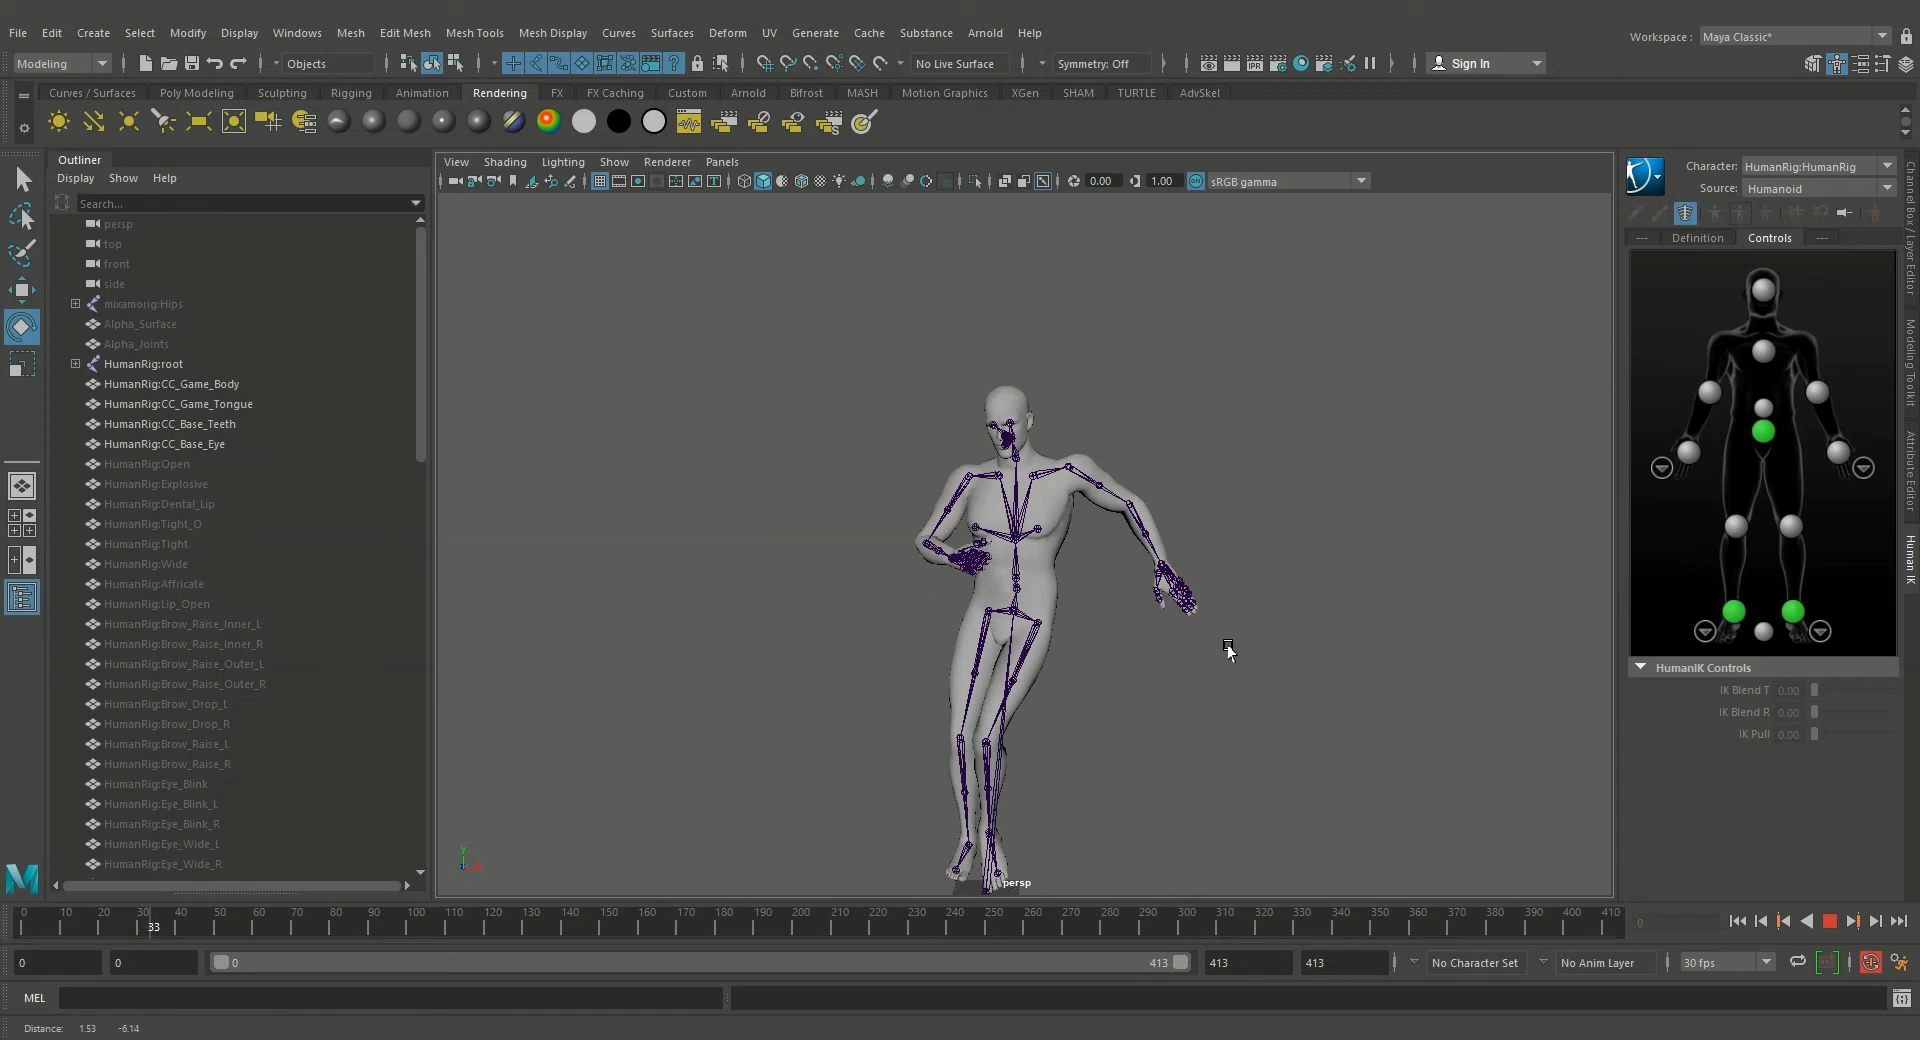 File Edit Create Select Modify Display Windows Mesh Edit Mesh Mesh Tools Mesh Display Curves Surfaces Deform UV Generate Cache Substance Arnold Help
Workspace : Maya Classic*
Modeling Objects No Live Surface Symmetry: Off Sign In
Curves / Surfaces Poly Modeling Sculpting Rigging Animation Rendering FX FX Caching Custom Arnold Bifrost MASH Motion Graphics XGen SHAM TURTLE AdvSkel
Outliner
Display Show Help
Search...
persp
top
front
side
mixamorig:Hips
Alpha_Surface
Alpha_Joints
HumanRig:root
HumanRig:CC_Game_Body
HumanRig:CC_Game_Tongue
HumanRig:CC_Base_Teeth
HumanRig:CC_Base_Eye
HumanRig:Open
HumanRig:Explosive
HumanRig:Dental_Lip
HumanRig:Tight_O
HumanRig:Tight
HumanRig:Wide
HumanRig:Affricate
HumanRig:Lip_Open
HumanRig:Brow_Raise_Inner_L
HumanRig:Brow_Raise_Inner_R
HumanRig:Brow_Raise_Outer_L
HumanRig:Brow_Raise_Outer_R
HumanRig:Brow_Drop_L
HumanRig:Brow_Drop_R
HumanRig:Brow_Raise_L
HumanRig:Brow_Raise_R
HumanRig:Eye_Blink
HumanRig:Eye_Blink_L
HumanRig:Eye_Blink_R
HumanRig:Eye_Wide_L
HumanRig:Eye_Wide_R
View Shading Lighting Show Renderer Panels
0.00 1.00 ON sRGB gamma
y
persp
Character: HumanRig:HumanRig
Source: Humanoid
--- Definition Controls ---
HumanIK Controls
IK Blend T 0.00
IK Blend R 0.00
IK Pull 0.00
Channel Box / Layer Editor
Modeling Toolkit
Attribute Editor
Human IK
0 10 20 30 40 50 60 70 80 90 100 110 120 130 140 150 160 170 180 190 200 210 220 230 240 250 260 270 280 290 300 310 320 330 340 350 360 370 380 390 400 410
33
0
0 0 0 413 413 413 No Character Set No Anim Layer 30 fps
MEL
Distance: 1.53 -6.14